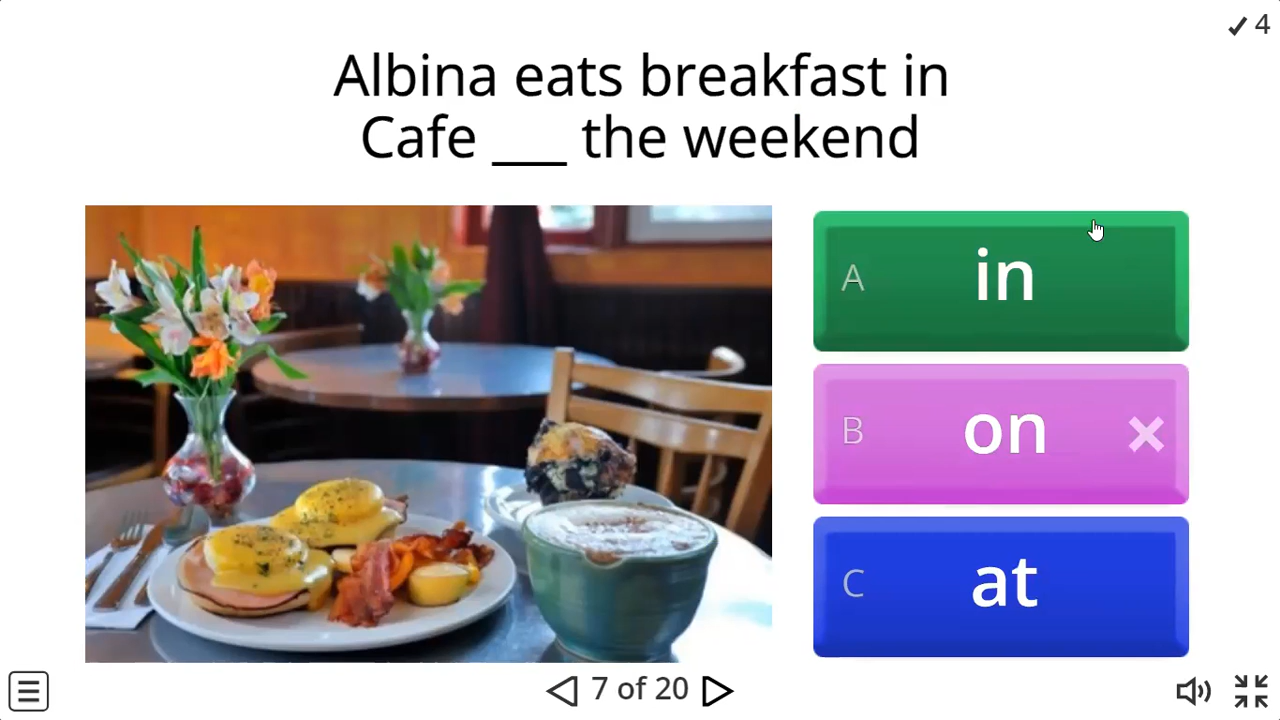 ✓ 4
Albina eats breakfast in
Cafe ___ the weekend
A in
B on ×
C at
7 of 20